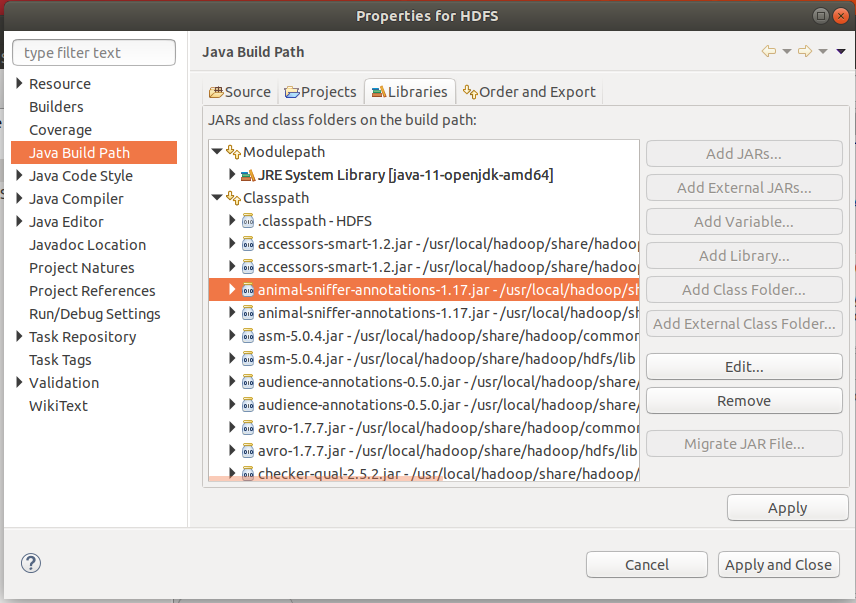 Properties for HDFS
type filter text
Resource
Builders
Coverage
Java Build Path
Java Code Style
Java Compiler
Java Editor
Javadoc Location
Project Natures
Project References
Run/Debug Settings
Task Repository
Task Tags
Validation
WikiText
Java Build Path
Source
Projects
Libraries
Order and Export
JARs and class folders on the build path:
Modulepath
JRE System Library [java-11-openjdk-amd64]
Classpath
.classpath - HDFS
accessors-smart-1.2.jar - /usr/local/hadoop/share/hadoo
accessors-smart-1.2.jar - /usr/local/hadoop/share/hadoo
animal-sniffer-annotations-1.17.jar - /usr/local/hadoop/sh
animal-sniffer-annotations-1.17.jar - /usr/local/hadoop/sh
asm-5.0.4.jar - /usr/local/hadoop/share/hadoop/common
asm-5.0.4.jar - /usr/local/hadoop/share/hadoop/hdfs/lib
audience-annotations-0.5.0.jar - /usr/local/hadoop/share/
audience-annotations-0.5.0.jar - /usr/local/hadoop/share/
avro-1.7.7.jar - /usr/local/hadoop/share/hadoop/common
avro-1.7.7.jar - /usr/local/hadoop/share/hadoop/hdfs/lib
checker-qual-2.5.2.jar - /usr/local/hadoop/share/hadoop/
Add JARs...
Add External JARs...
Add Variable...
Add Library...
Add Class Folder...
Add External Class Folder...
Edit...
Remove
Migrate JAR File...
Apply
?
Cancel
Apply and Close